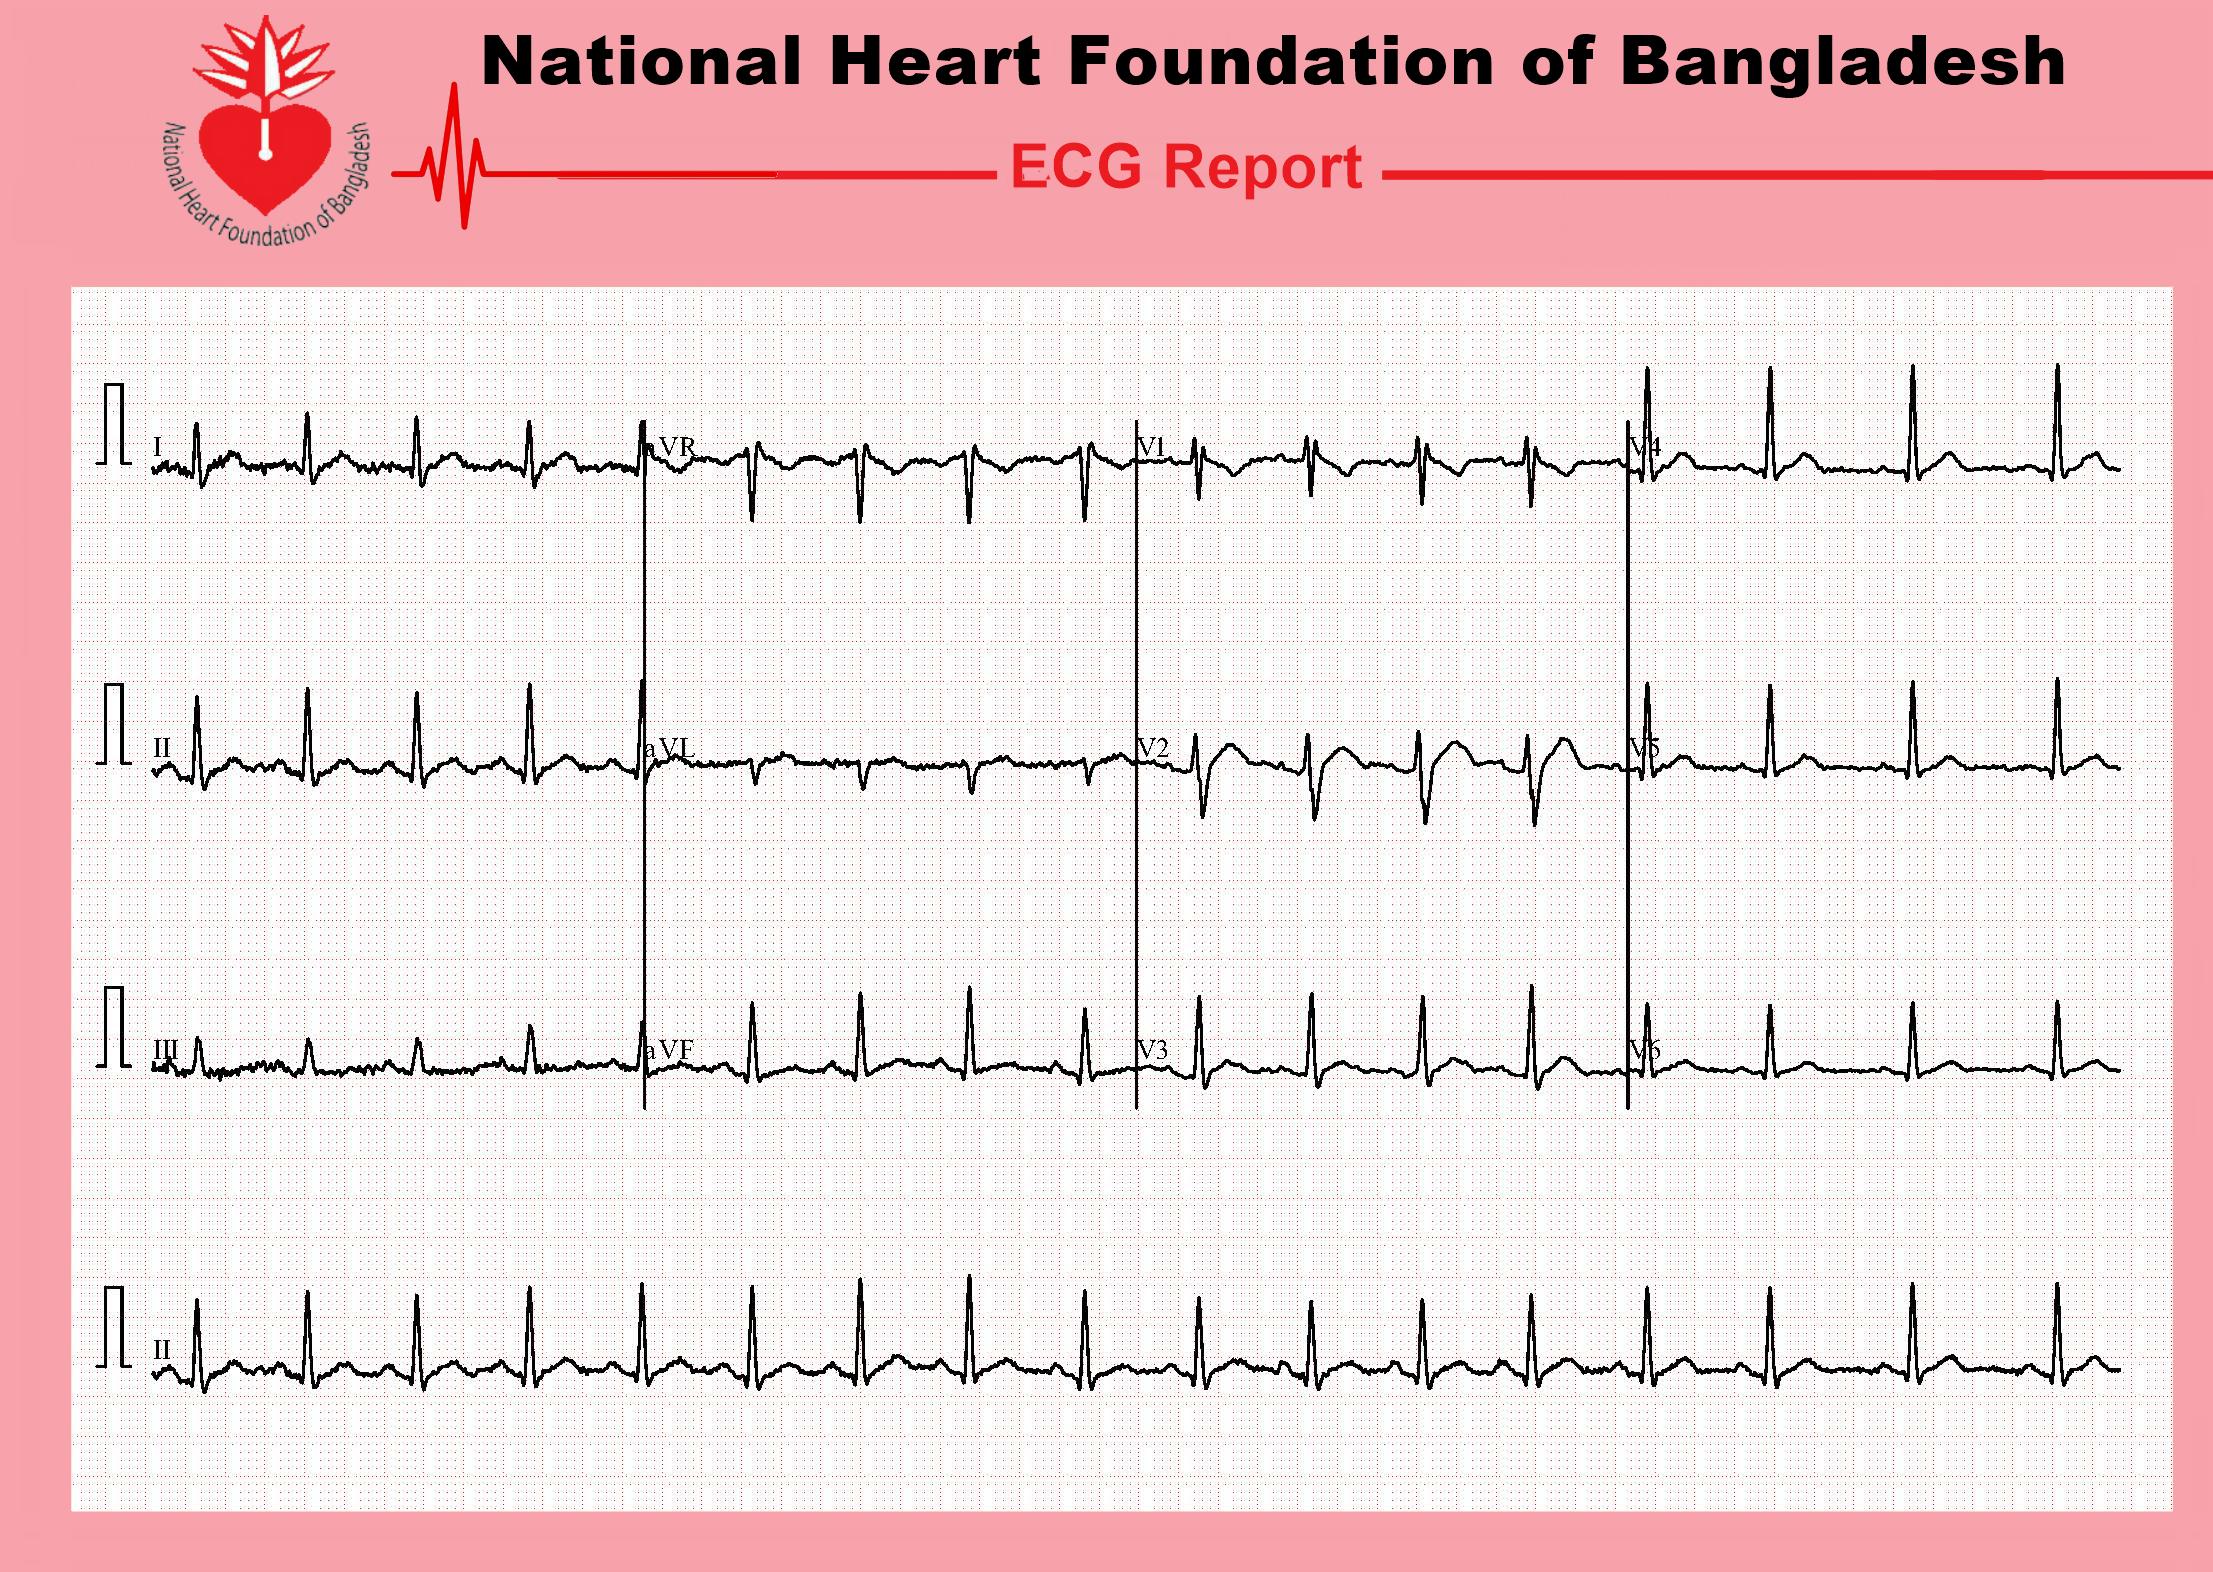 National Heart Foundation of Bangladesh
National Heart Foundation of Bangladesh
ECG Report
I
aVR
V1
V4
II
aVL
V2
V5
III
aVF
V3
V6
II